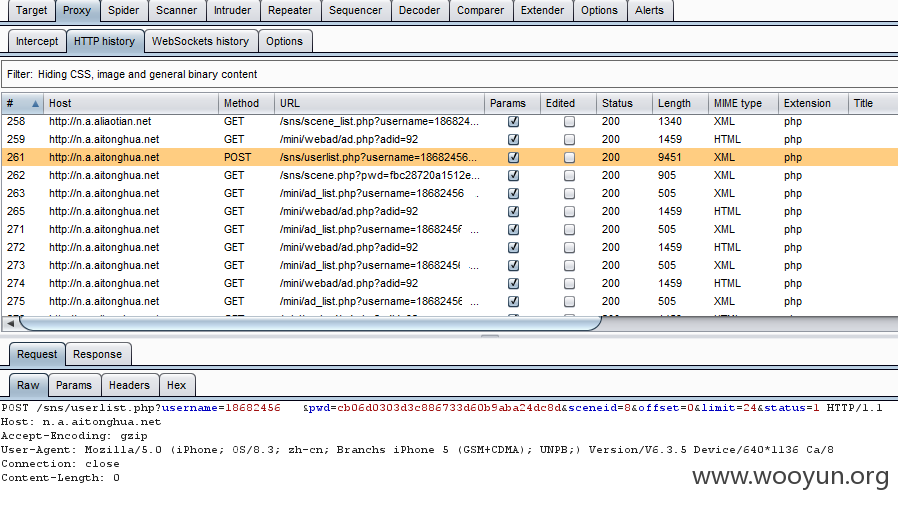 Target Proxy Spider Scanner Intruder Repeater Sequencer Decoder Comparer Extender Options Alerts
Intercept HTTP history WebSockets history Options
Filter: Hiding CSS, image and general binary content
# Host Method URL Params Edited Status Length MIME type Extension Title
258 http://n.a.aliaotian.net GET /sns/scene_list.php?username=186824... 200 1340 XML php
259 http://n.a.aitonghua.net GET /mini/webad/ad.php?adid=92 200 1459 HTML php
261 http://n.a.aitonghua.net POST /sns/userlist.php?username=18682456... 200 9451 XML php
262 http://n.a.aitonghua.net GET /sns/scene.php?pwd=fbc28720a1512e... 200 905 XML php
263 http://n.a.aitonghua.net GET /mini/ad_list.php?username=18682456 . 200 505 XML php
265 http://n.a.aitonghua.net GET /mini/webad/ad.php?adid=92 200 1459 HTML php
271 http://n.a.aitonghua.net GET /mini/ad_list.php?username=18682456 ... 200 505 XML php
272 http://n.a.aitonghua.net GET /mini/webad/ad.php?adid=92 200 1459 HTML php
273 http://n.a.aitonghua.net GET /mini/ad_list.php?username=18682456 ... 200 505 XML php
274 http://n.a.aitonghua.net GET /mini/webad/ad.php?adid=92 200 1459 HTML php
275 http://n.a.aitonghua.net GET /mini/ad_list.php?username=18682456 ... 200 505 XML php
Request Response
Raw Params Headers Hex
POST /sns/userlist.php?username=18682456 &pwd=cb06d0303d3c886733d60b9aba24dc8d&sceneid=8&offset=0&limit=24&status=1 HTTP/1.1
Host: n.a.aitonghua.net
Accept-Encoding: gzip
User-Agent: Mozilla/5.0 (iPhone; OS/8.3; zh-cn; Branchs iPhone 5 (GSM+CDMA); UNPB;) Version/V6.3.5 Device/640*1136 Ca/8
Connection: close
Content-Length: 0
www.wooyun.org